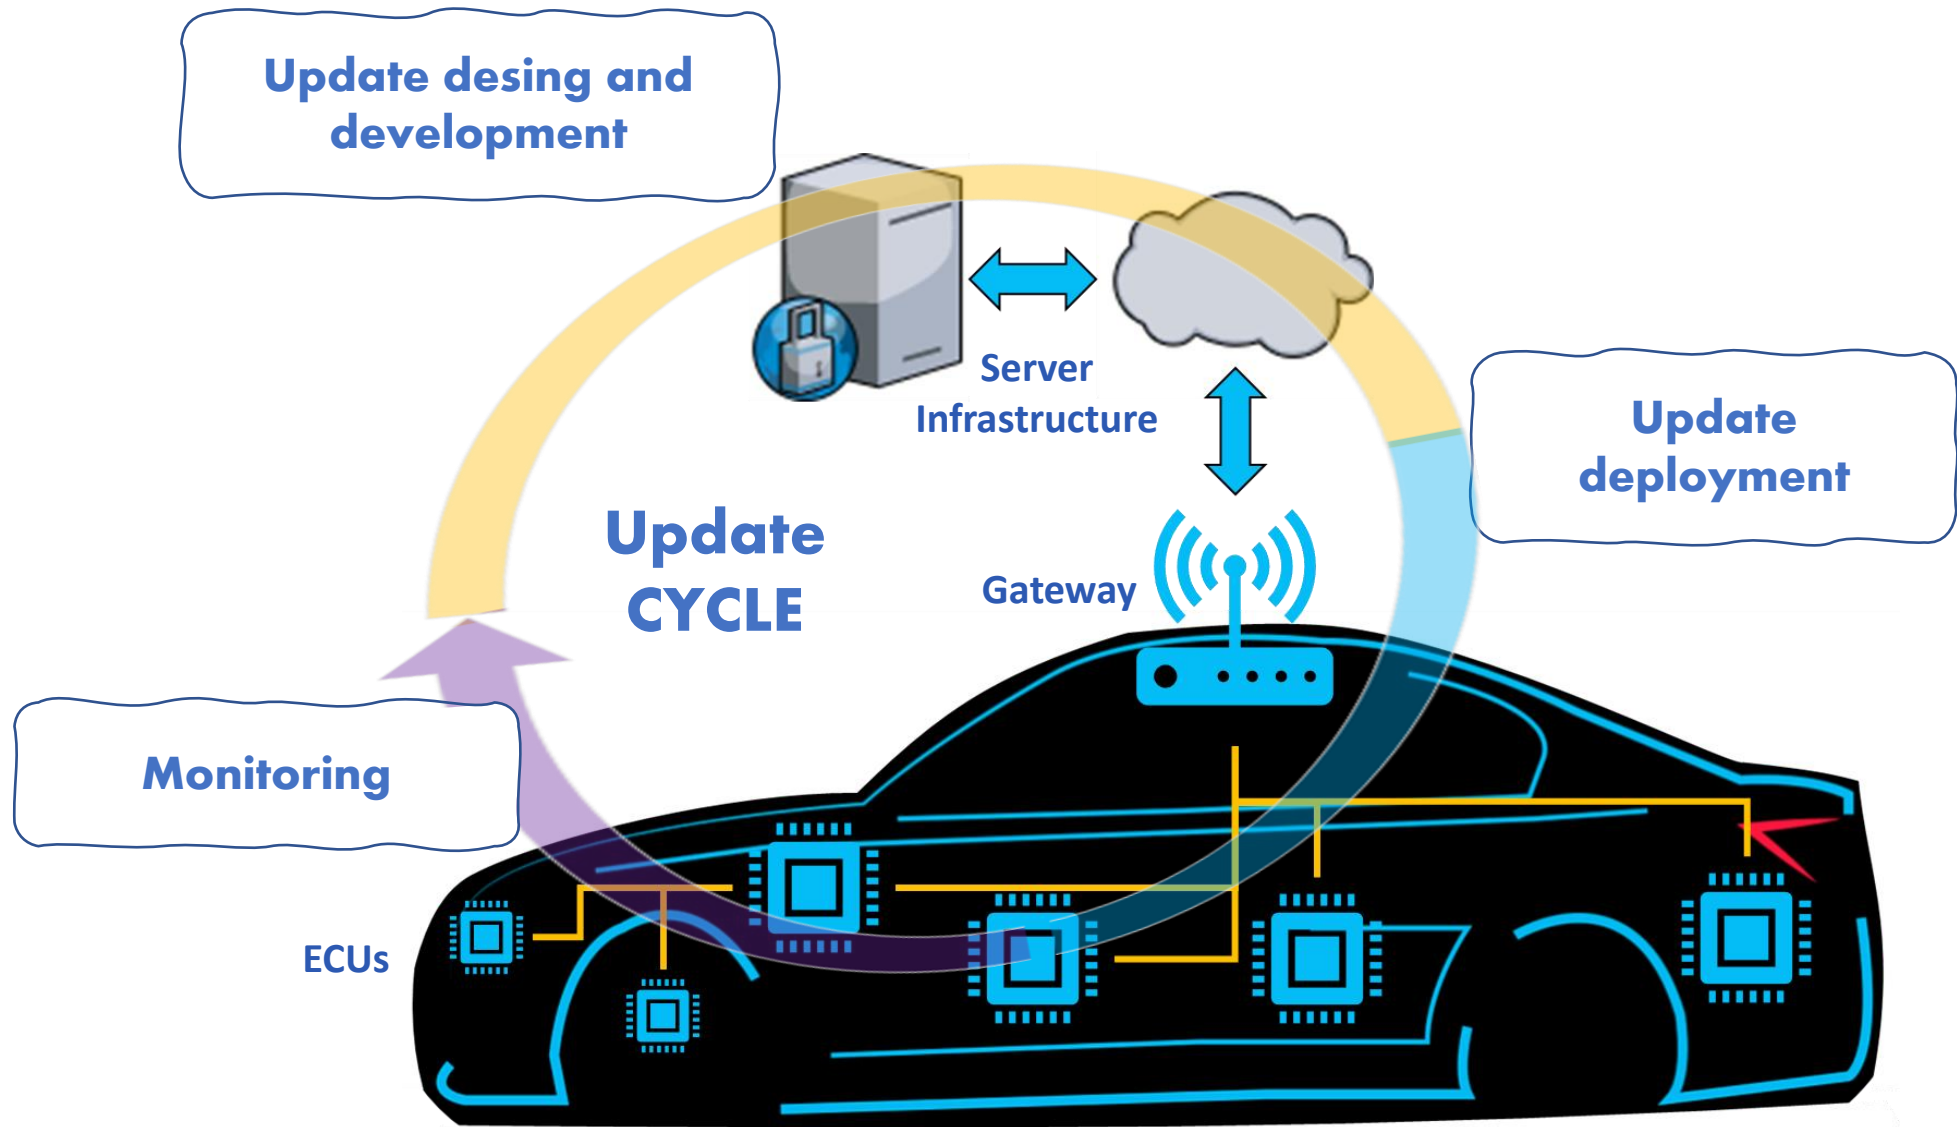 Update desing and
development
Server
Infrastructure
Update
deployment
Update
CYCLE
Gateway
Monitoring
ECUs